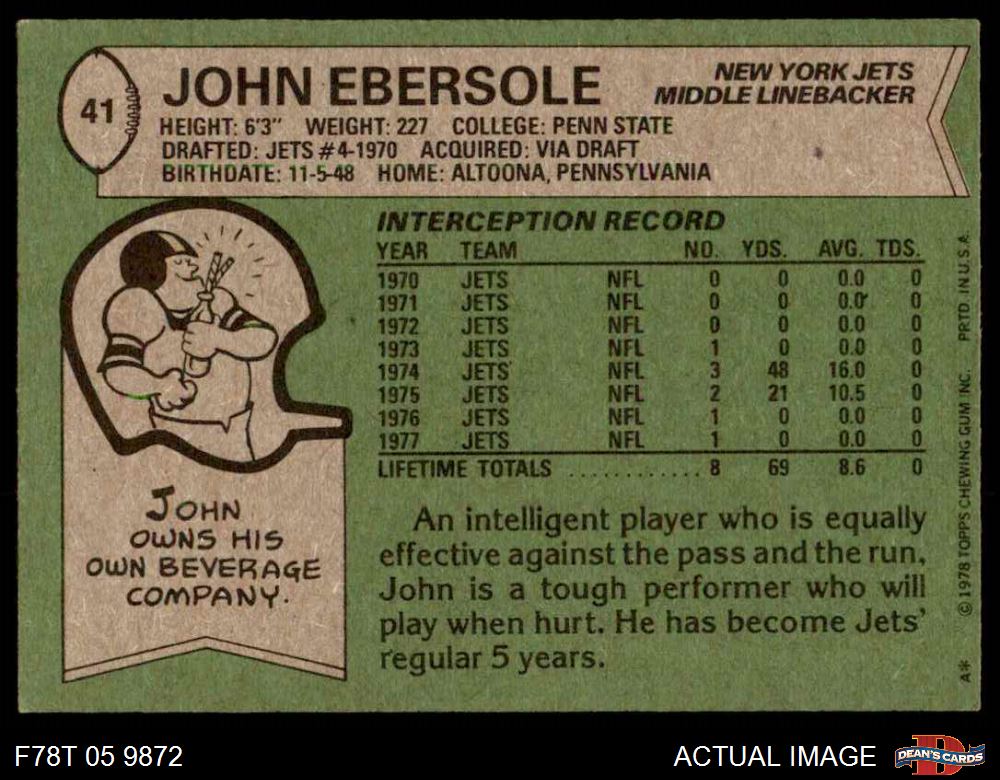 41
JOHN EBERSOLE
NEW YORK JETS
MIDDLE LINEBACKER
HEIGHT: 6'3" WEIGHT: 227 COLLEGE: PENN STATE
DRAFTED: JETS #4-1970 ACQUIRED: VIA DRAFT
BIRTHDATE: 11-5-48 HOME: ALTOONA, PENNSYLVANIA
INTERCEPTION RECORD
YEAR TEAM NO. YDS. AVG. TDS.
1970 JETS NFL 0 0 0.0 0
1971 JETS NFL 0 0 0.0 0
1972 JETS NFL 0 0 0.0 0
1973 JETS NFL 1 0 0.0 0
1974 JETS NFL 3 48 16.0 0
1975 JETS NFL 2 21 10.5 0
1976 JETS NFL 1 0 0.0 0
1977 JETS NFL 1 0 0.0 0
LIFETIME TOTALS ........... 8 69 8.6 0
JOHN
OWNS HIS
OWN BEVERAGE
COMPANY.
An intelligent player who is equally
effective against the pass and the run,
John is a tough performer who will
play when hurt. He has become Jets'
regular 5 years.
A* ©1978 TOPPS CHEWING GUM INC. PRTD IN U.S.A.
F78T 05 9872
ACTUAL IMAGE
D
DEAN'S CARDS